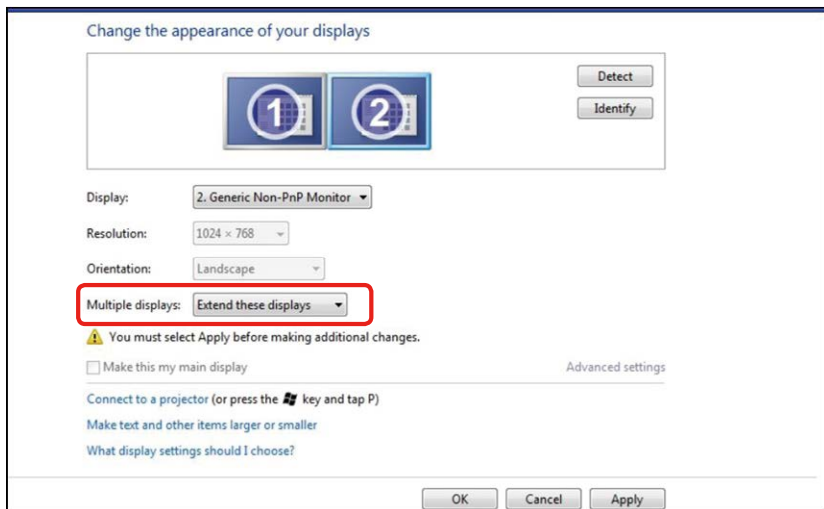 Change the appearance of your displays
1 2
Detect
Identify
Display: 2. Generic Non-PnP Monitor
Resolution: 1024 × 768
Orientation: Landscape
Multiple displays: Extend these displays
You must select Apply before making additional changes.
Make this my main display Advanced settings
Connect to a projector (or press the key and tap P)
Make text and other items larger or smaller
What display settings should I choose?
OK Cancel Apply